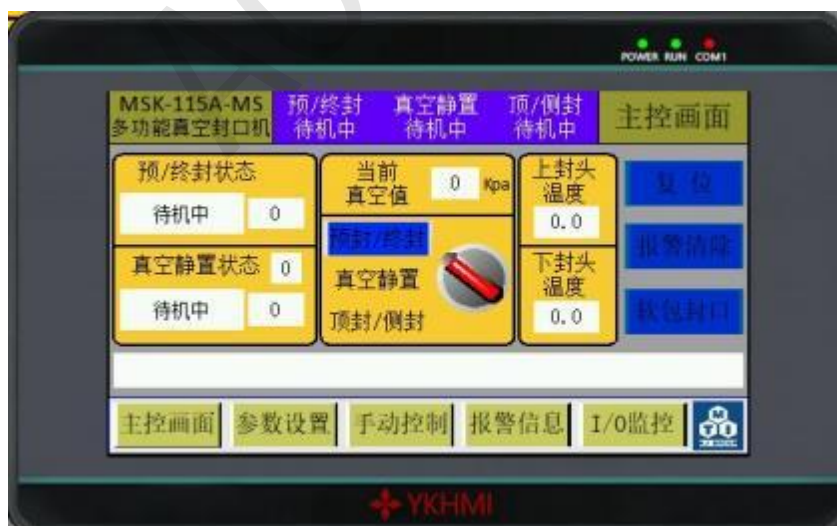 POWER RUN COM1
MSK-115A-MS
多功能真空封口机
预/终封
待机中
真空静置
待机中
顶/侧封
待机中
主控画面
预/终封状态
待机中
0
真空静置状态
0
待机中
0
当前
真空值
0
Kpa
预封/终封
真空静置
顶封/侧封
上封头
温度
0.0
下封头
温度
0.0
复位
报警清除
软包封口
主控画面
参数设置
手动控制
报警信息
I/O监控
MTI
YKHMI